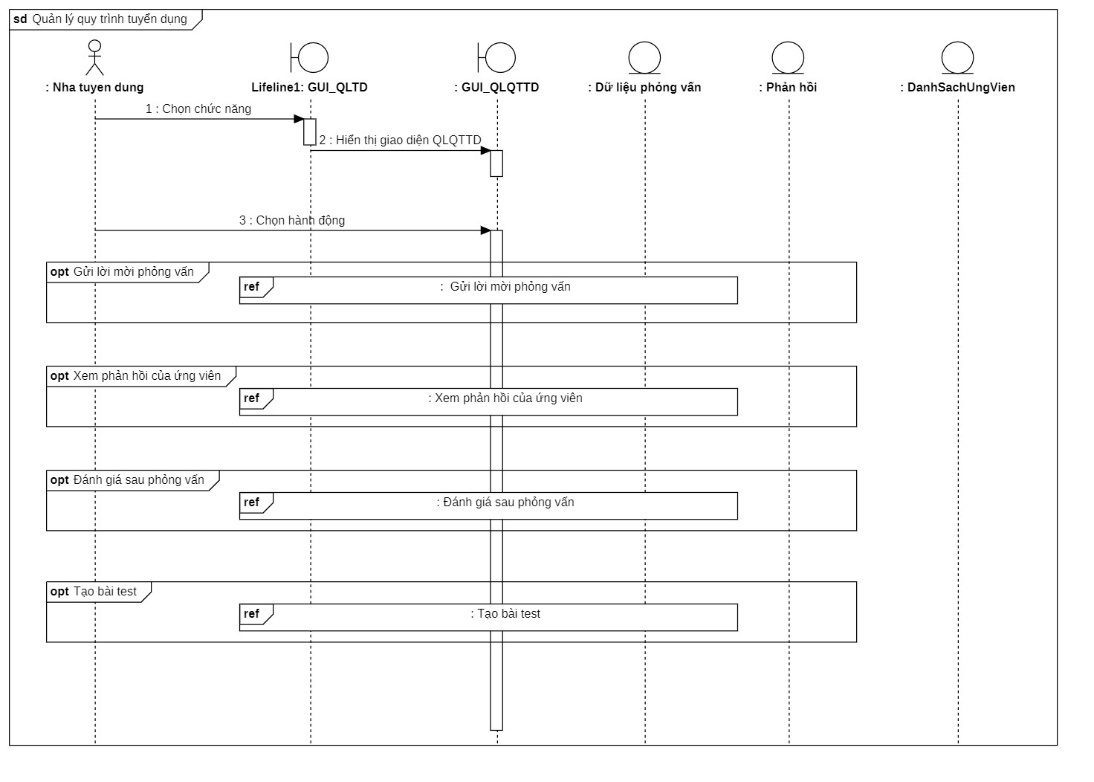 sd Quản lý quy trình tuyển dụng
: Nha tuyen dung
Lifeline1: GUI_QLTD
: GUI_QLQTTD
: Dữ liệu phỏng vấn
: Phản hồi
: DanhSachUngVien
1 : Chọn chức năng
2 : Hiển thị giao diện QLQTTD
3 : Chọn hành động
opt Gửi lời mời phỏng vấn
ref : Gửi lời mời phỏng vấn
opt Xem phản hồi của ứng viên
ref : Xem phản hồi của ứng viên
opt Đánh giá sau phỏng vấn
ref : Đánh giá sau phỏng vấn
opt Tạo bài test
ref : Tạo bài test